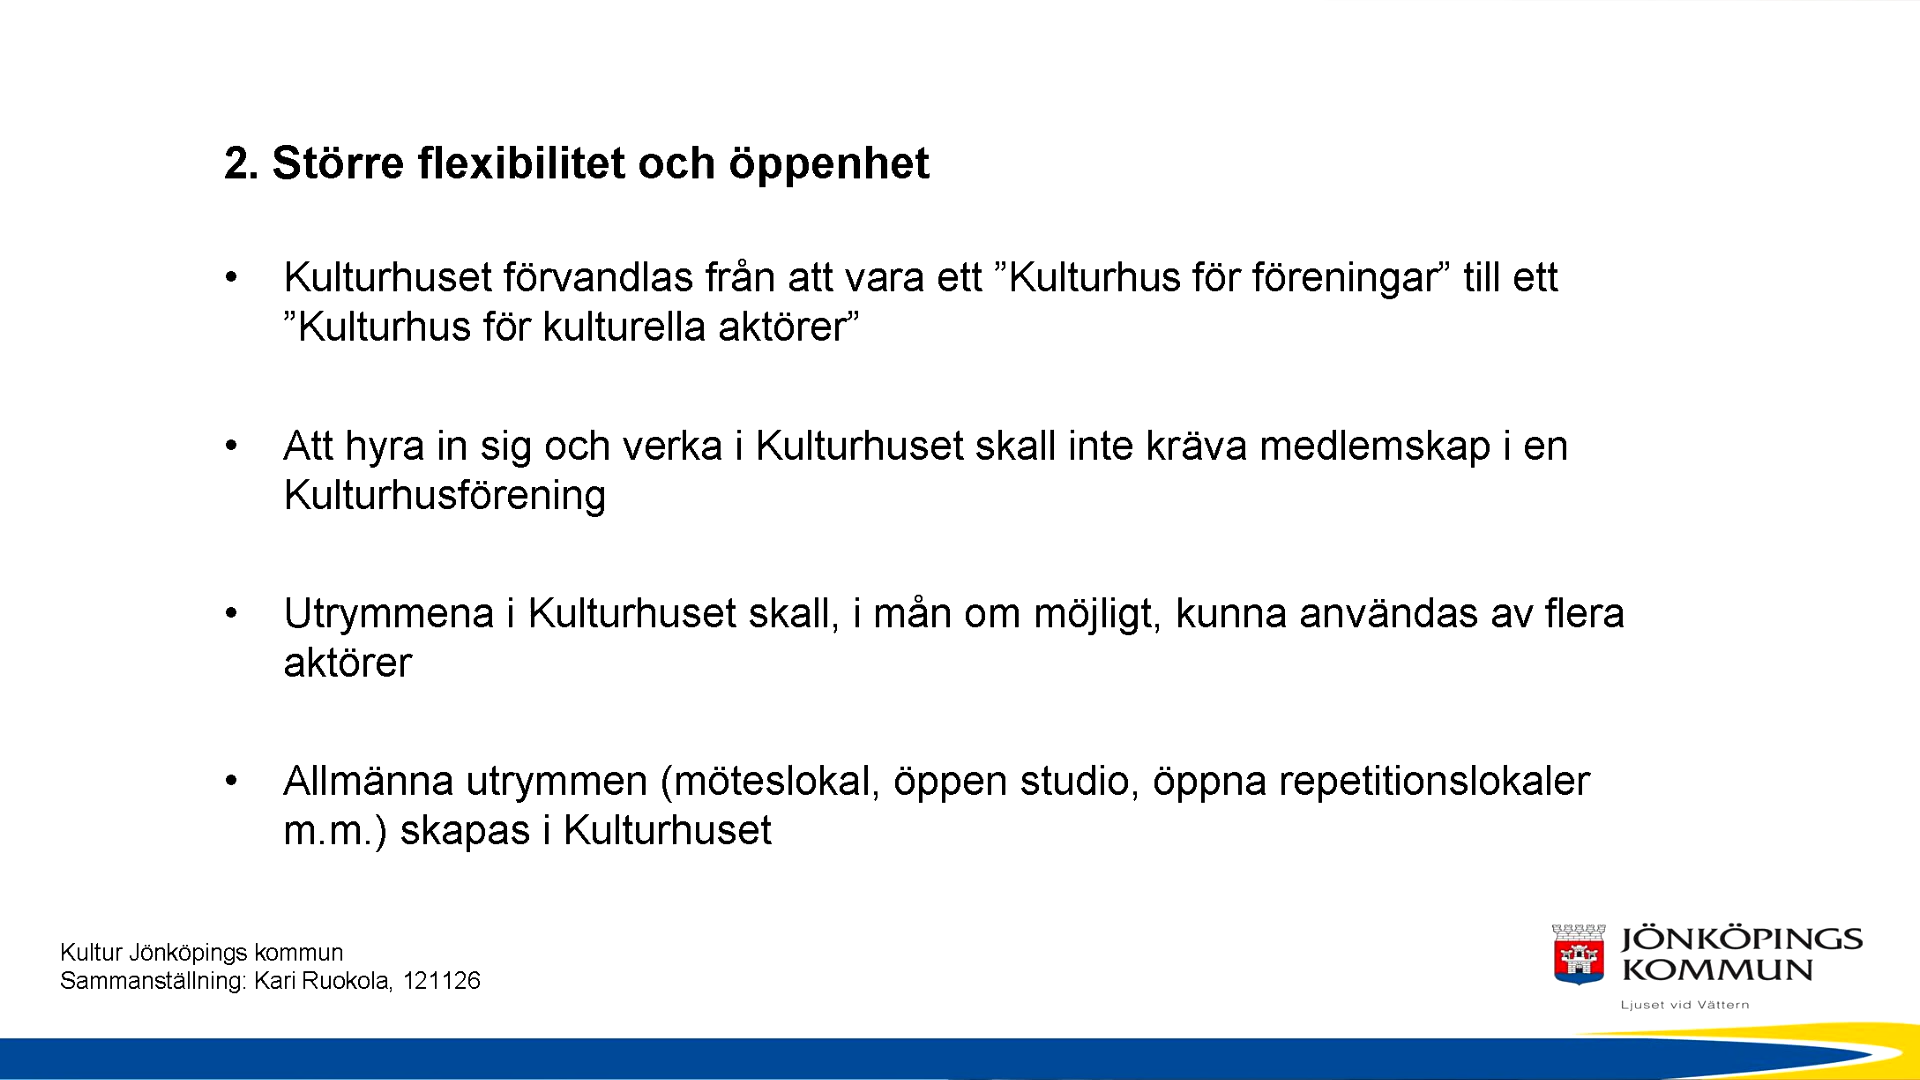 2. Större flexibilitet och öppenhet
• Kulturhuset förvandlas från att vara ett ”Kulturhus för föreningar” till ett
”Kulturhus för kulturella aktörer”
• Att hyra in sig och verka i Kulturhuset skall inte kräva medlemskap i en
Kulturhusförening
• Utrymmena i Kulturhuset skall, i mån om möjligt, kunna användas av flera
aktörer
• Allmänna utrymmen (möteslokal, öppen studio, öppna repetitionslokaler
m.m.) skapas i Kulturhuset
Kultur Jönköpings kommun
Sammanställning: Kari Ruokola, 121126
JÖNKÖPINGS
KOMMUN
Ljuset vid Vättern